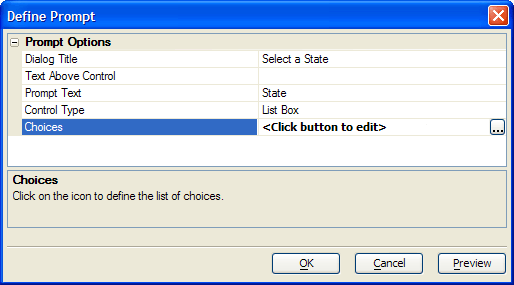 Define Prompt
Prompt Options
Dialog Title Select a State
Text Above Control
Prompt Text State
Control Type List Box
Choices <Click button to edit> ...
Choices
Click on the icon to define the list of choices.
OK Cancel Preview